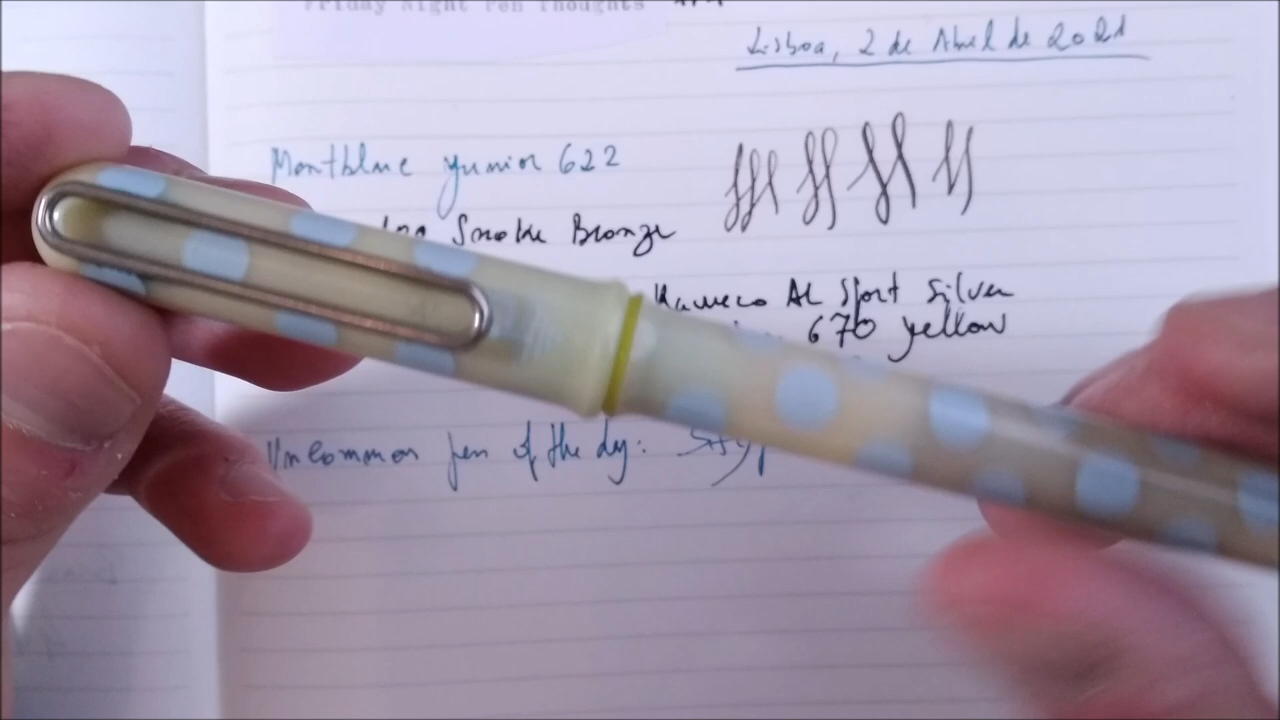 Friday Night Pen Thoughts
Lisboa, 2 de Abril de 2021
Montblanc Junior 622
Smoke Bronze
Kaweco AL Sport Silver
670 yellow
Uncommon pen of the day: